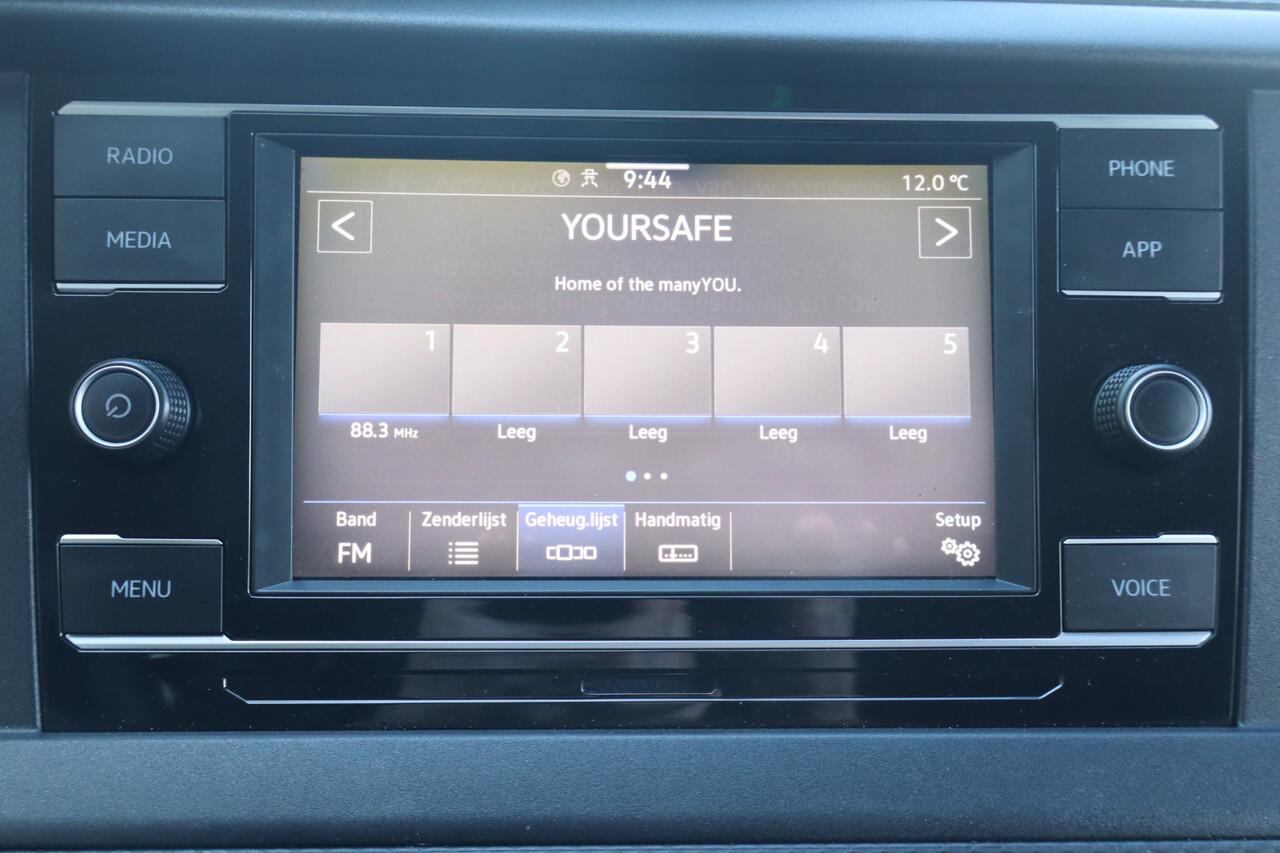 RADIO
MEDIA
MENU
9:44
12.0 °C
<
YOURSAFE
>
Home of the manyYOU.
1
2
3
4
5
88.3 MHz
Leeg
Leeg
Leeg
Leeg
Band
FM
Zenderlijst
Geheug.lijst
Handmatig
Setup
PHONE
APP
VOICE